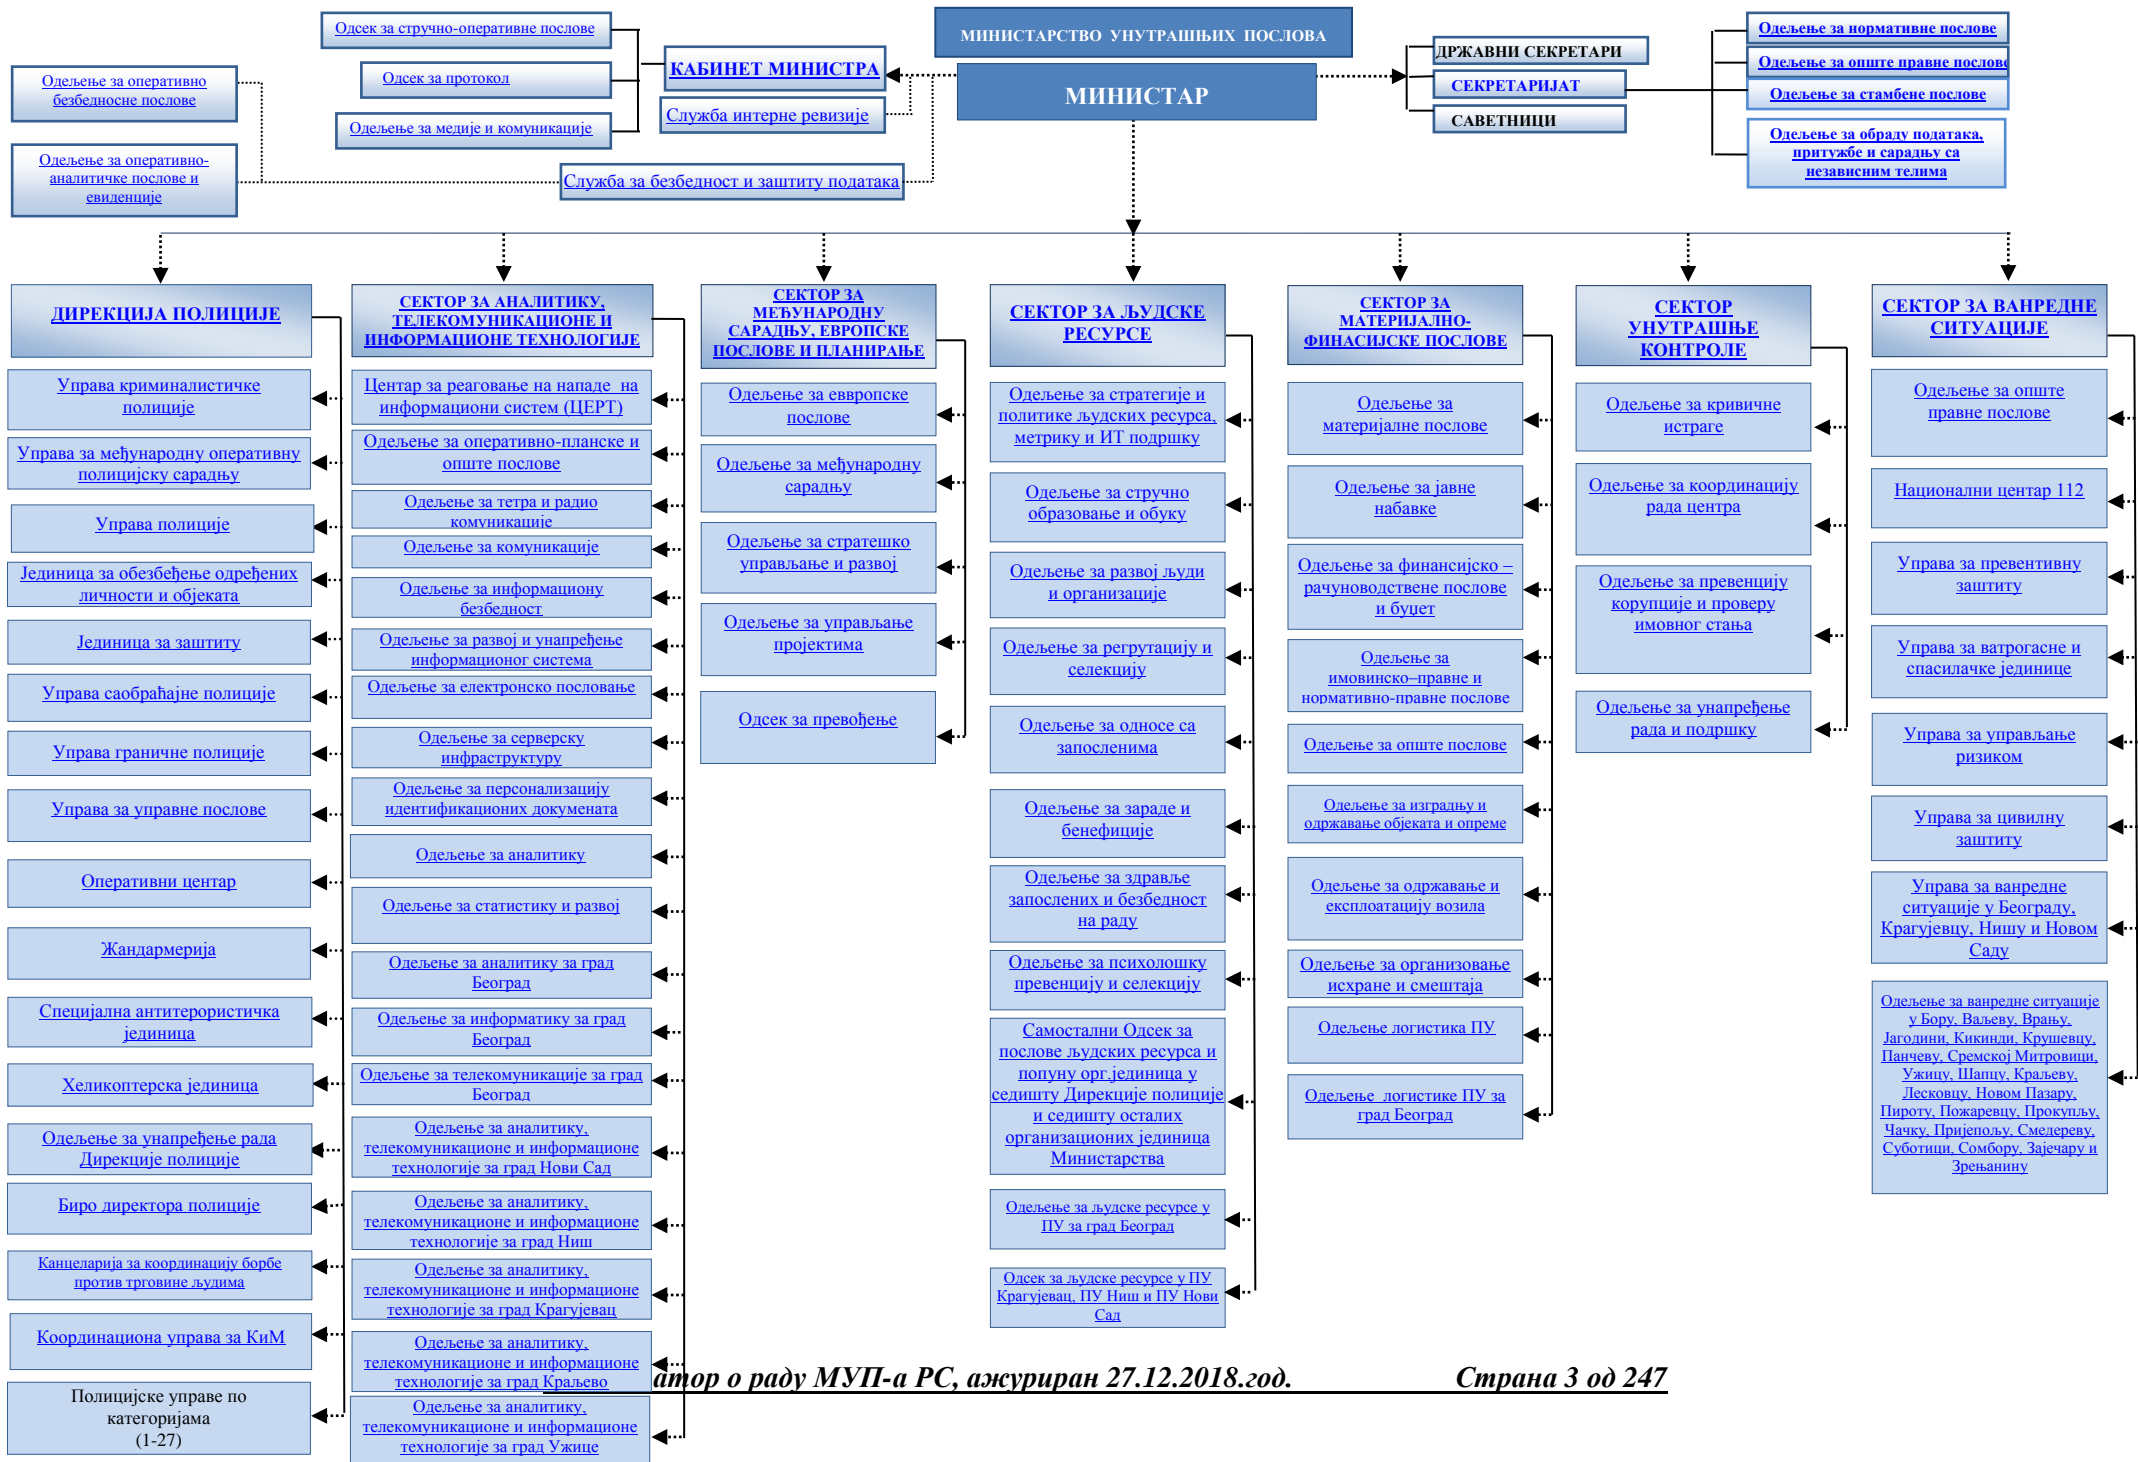 МИНИСТАРСТВО УНУТРАШЊИХ ПОСЛОВА
МИНИСТАР
Одсек за стручно-оперативне послове
Одсек за протокол
Одељење за медије и комуникације
КАБИНЕТ МИНИСТРА
Служба интерне ревизије
Одељење за оперативно
безбедносне послове
Одељење за оперативно-
аналитичке послове и
евиденције
Служба за безбедност и заштиту података
ДРЖАВНИ СЕКРЕТАРИ
СЕКРЕТАРИЈАТ
САВЕТНИЦИ
Одељење за нормативне послове
Одељење за опште правне послове
Одељење за стамбене послове
Одељење за обраду података,
притужбе и сарадњу са
независним телима
ДИРЕКЦИЈА ПОЛИЦИЈЕ
Управа криминалистичке
полиције
Управа за међународну оперативну
полицијску сарадњу
Управа полиције
Јединица за обезбеђење одређених
личности и објеката
Јединица за заштиту
Управа саобраћајне полиције
Управа граничне полиције
Управа за управне послове
Оперативни центар
Жандармерија
Специјална антитерористичка
јединица
Хеликоптерска јединица
Одељење за унапређење рада
Дирекције полиције
Биро директора полиције
Канцеларија за координацију борбе
против трговине људима
Координациона управа за КиМ
Полицијске управе по
категоријама
(1-27)
СЕКТОР ЗА АНАЛИТИКУ,
ТЕЛЕКОМУНИКАЦИОНЕ И
ИНФОРМАЦИОНЕ ТЕХНОЛОГИЈЕ
Центар за реаговање на нападе на
информациони систем (ЦЕРТ)
Одељење за оперативно-планске и
опште послове
Одељење за тетра и радио
комуникације
Одељење за комуникације
Одељење за информациону
безбедност
Одељење за развој и унапређење
информационог система
Одељење за електронско пословање
Одељење за серверску
инфраструктуру
Одељење за персонализацију
идентификационих докумената
Одељење за аналитику
Одељење за статистику и развој
Одељење за аналитику за град
Београд
Одељење за информатику за град
Београд
Одељење за телекомуникације за град
Београд
Одељење за аналитику,
телекомуникационе и информационе
технологије за град Нови Сад
Одељење за аналитику,
телекомуникационе и информационе
технологије за град Ниш
Одељење за аналитику,
телекомуникационе и информационе
технологије за град Крагујевац
Одељење за аналитику,
телекомуникационе и информационе
технологије за град Краљево
Одељење за аналитику,
телекомуникационе и информационе
технологије за град Ужице
СЕКТОР ЗА
МЕЂУНАРОДНУ
САРАДЊУ, ЕВРОПСКЕ
ПОСЛОВЕ И ПЛАНИРАЊЕ
Одељење за еввропске
послове
Одељење за међународну
сарадњу
Одељење за стратешко
управљање и развој
Одељење за управљање
пројектима
Одсек за превођење
СЕКТОР ЗА ЉУДСКЕ
РЕСУРСЕ
Одељење за стратегије и
политике људских ресурса,
метрику и ИТ подршку
Одељење за стручно
образовање и обуку
Одељење за развој људи
и организације
Одељење за регрутацију и
селекцију
Одељење за односе са
запосленима
Одељење за зараде и
бенефиције
Одељење за здравље
запослених и безбедност
на раду
Одељење за психолошку
превенцију и селекцију
Самостални Одсек за
послове људских ресурса и
попуну орг.јединица у
седишту Дирекције полиције
и седишту осталих
организационих јединица
Министарства
Одељење за људске ресурсе у
ПУ за град Београд
Одсек за људске ресурсе у ПУ
Крагујевац, ПУ Ниш и ПУ Нови
Сад
СЕКТОР ЗА
МАТЕРИЈАЛНО-
ФИНАСИЈСКЕ ПОСЛОВЕ
Одељење за
материјалне послове
Одељење за јавне
набавке
Одељење за финансијско –
рачуноводствене послове
и буџет
Одељење за
имовинско–правне и
нормативно-правне послове
Одељење за опште послове
Одељење за изградњу и
одржавање објеката и опреме
Одељење за одржавање и
експлоатацију возила
Одељење за организовање
исхране и смештаја
Одељење логистика ПУ
Одељење логистике ПУ за
град Београд
СЕКТОР
УНУТРАШЊЕ
КОНТРОЛЕ
Одељење за кривичне
истраге
Одељење за координацију
рада центра
Одељење за превенцију
корупције и проверу
имовног стања
Одељење за унапређење
рада и подршку
СЕКТОР ЗА ВАНРЕДНЕ
СИТУАЦИЈЕ
Одељење за опште
правне послове
Национални центар 112
Управа за превентивну
заштиту
Управа за ватрогасне и
спасилачке јединице
Управа за управљање
ризиком
Управа за цивилну
заштиту
Управа за ванредне
ситуације у Београду,
Крагујевцу, Нишу и Новом
Саду
Одељење за ванредне ситуације
у Бору, Ваљеву, Врању,
Јагодини, Кикинди, Крушевцу,
Панчеву, Сремској Митровици,
Ужицу, Шапцу, Краљеву,
Лесковцу, Новом Пазару,
Пироту, Пожаревцу, Прокупљу,
Чачку, Пријепољу, Смедереву,
Суботици, Сомбору, Зајечару и
Зрењанину
атор о раду МУП-а РС, ажуриран 27.12.2018.год. Страна 3 од 247